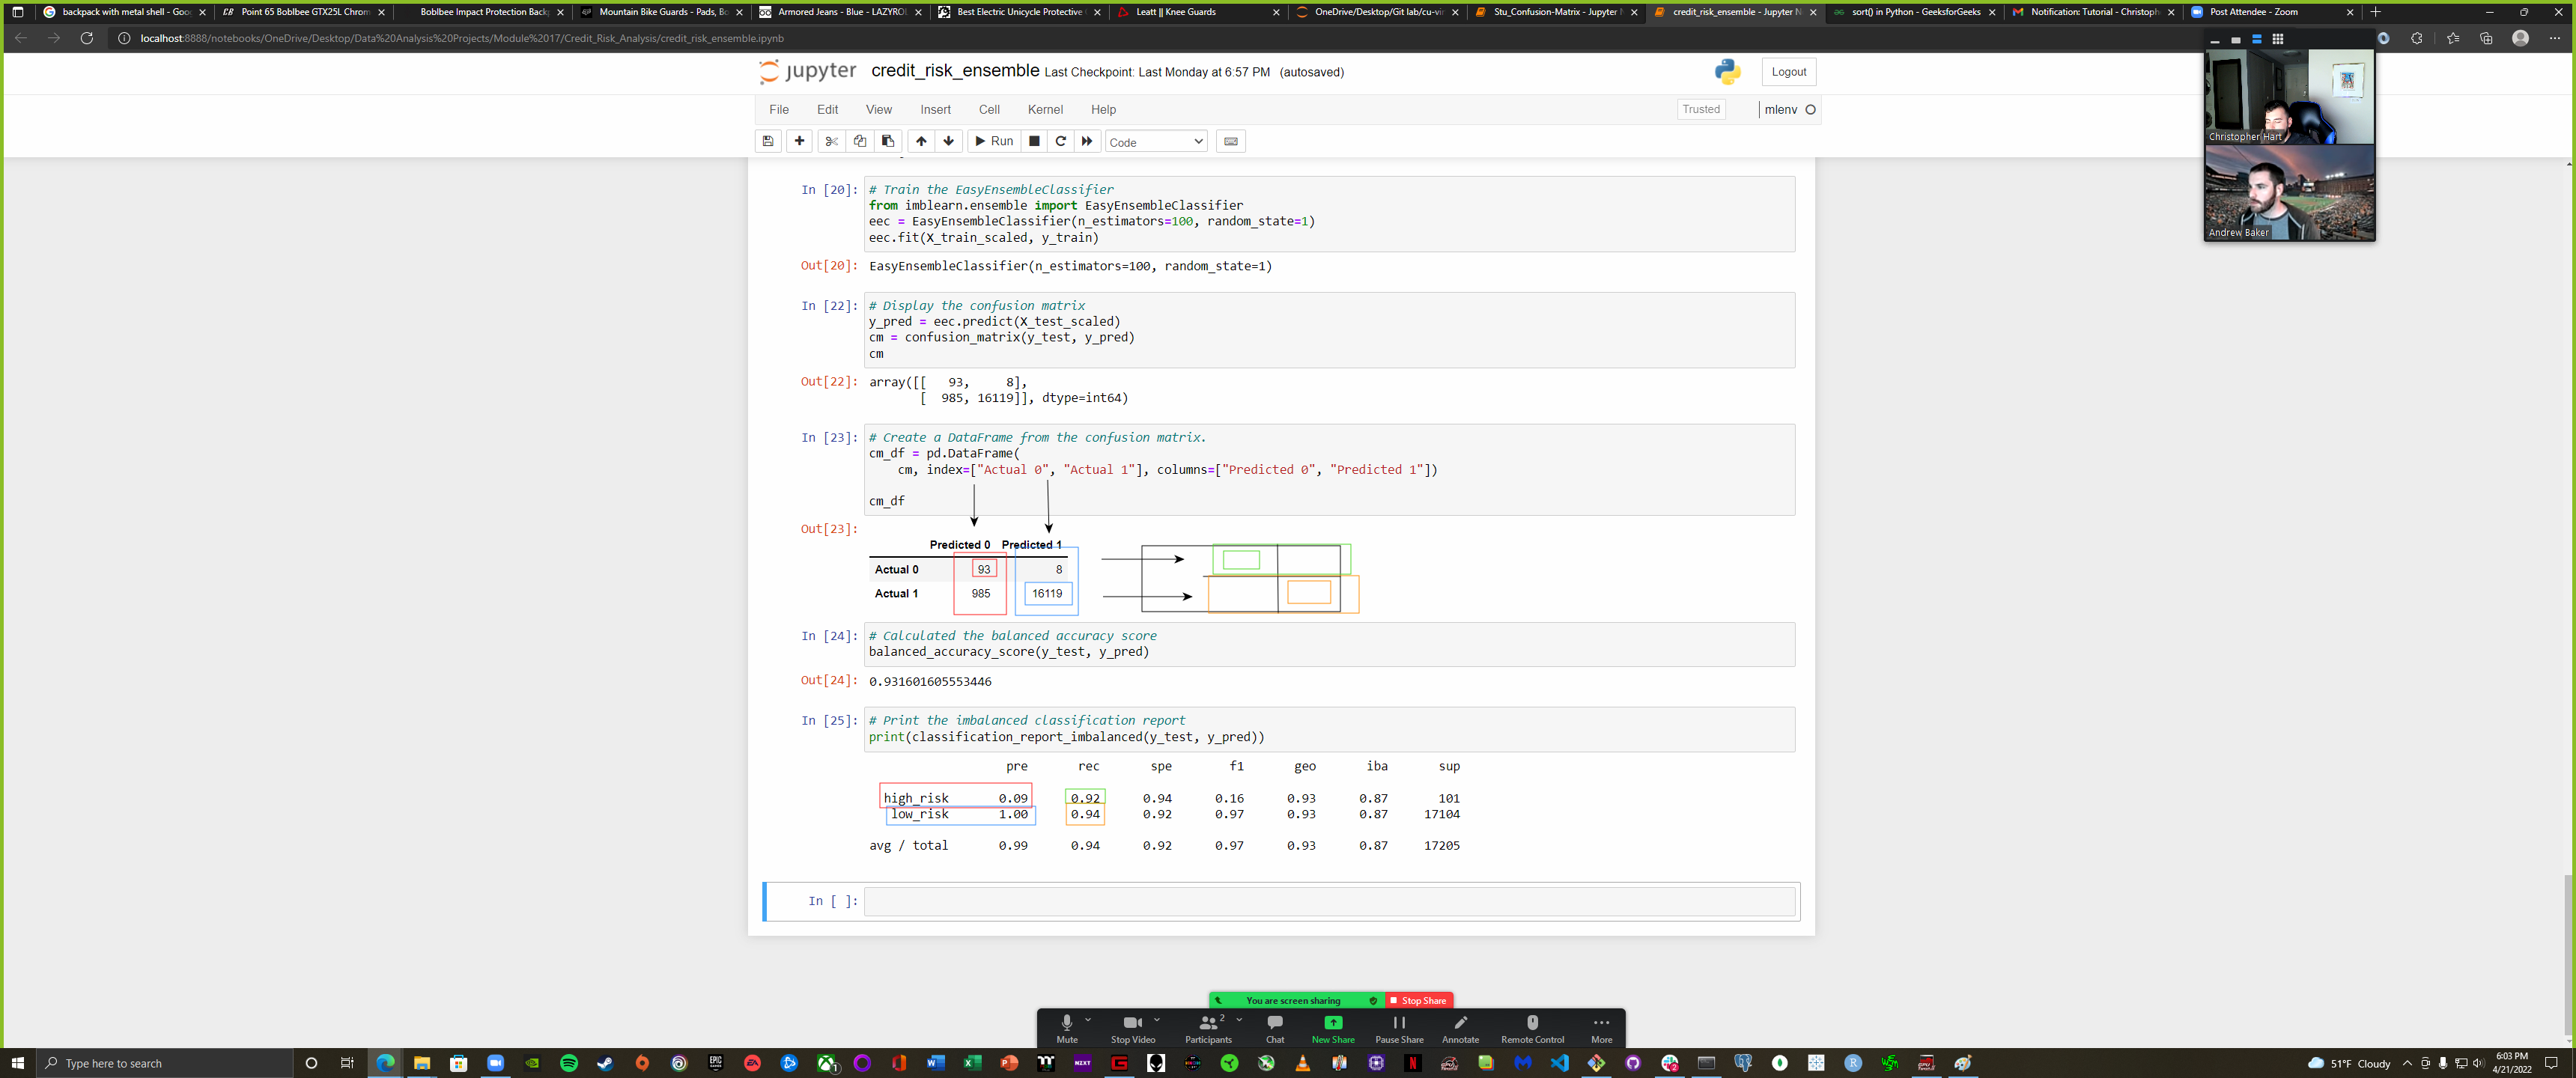 backpack with metal shell - Goo
Point 65 Boblbee GTX25L Chrom
Boblbee Impact Protection Backp
Mountain Bike Guards - Pads, Bo
Armored Jeans - Blue - LAZYROL
Best Electric Unicycle Protective
Leatt || Knee Guards
OneDrive/Desktop/Git lab/cu-vir
Stu_Confusion-Matrix - Jupyter N
credit_risk_ensemble - Jupyter N
sort() in Python - GeeksforGeeks
Notification: Tutorial - Christoph
Post Attendee - Zoom
localhost:8888/notebooks/OneDrive/Desktop/Data%20Analysis%20Projects/Module%2017/Credit_Risk_Analysis/credit_risk_ensemble.ipynb
jupyter credit_risk_ensemble Last Checkpoint: Last Monday at 6:57 PM (autosaved)
Logout
File Edit View Insert Cell Kernel Help
Trusted
mlenv
Run
Code
Christopher Hart
Andrew Baker
In [20]: # Train the EasyEnsembleClassifier
from imblearn.ensemble import EasyEnsembleClassifier
eec = EasyEnsembleClassifier(n_estimators=100, random_state=1)
eec.fit(X_train_scaled, y_train)
Out[20]: EasyEnsembleClassifier(n_estimators=100, random_state=1)
In [22]: # Display the confusion matrix
y_pred = eec.predict(X_test_scaled)
cm = confusion_matrix(y_test, y_pred)
cm
Out[22]: array([[ 93, 8],
[ 985, 16119]], dtype=int64)
In [23]: # Create a DataFrame from the confusion matrix.
cm_df = pd.DataFrame(
cm, index=["Actual 0", "Actual 1"], columns=["Predicted 0", "Predicted 1"])
cm_df
Out[23]:
Predicted 0 Predicted 1
Actual 0 93 8
Actual 1 985 16119
In [24]: # Calculated the balanced accuracy score
balanced_accuracy_score(y_test, y_pred)
Out[24]: 0.931601605553446
In [25]: # Print the imbalanced classification report
print(classification_report_imbalanced(y_test, y_pred))
pre rec spe f1 geo iba sup
high_risk 0.09 0.92 0.94 0.16 0.93 0.87 101
low_risk 1.00 0.94 0.92 0.97 0.93 0.87 17104
avg / total 0.99 0.94 0.92 0.97 0.93 0.87 17205
In [ ]:
You are screen sharing
Stop Share
2
Mute Stop Video Participants Chat New Share Pause Share Annotate Remote Control More
Type here to search
51°F Cloudy
6:03 PM
4/21/2022